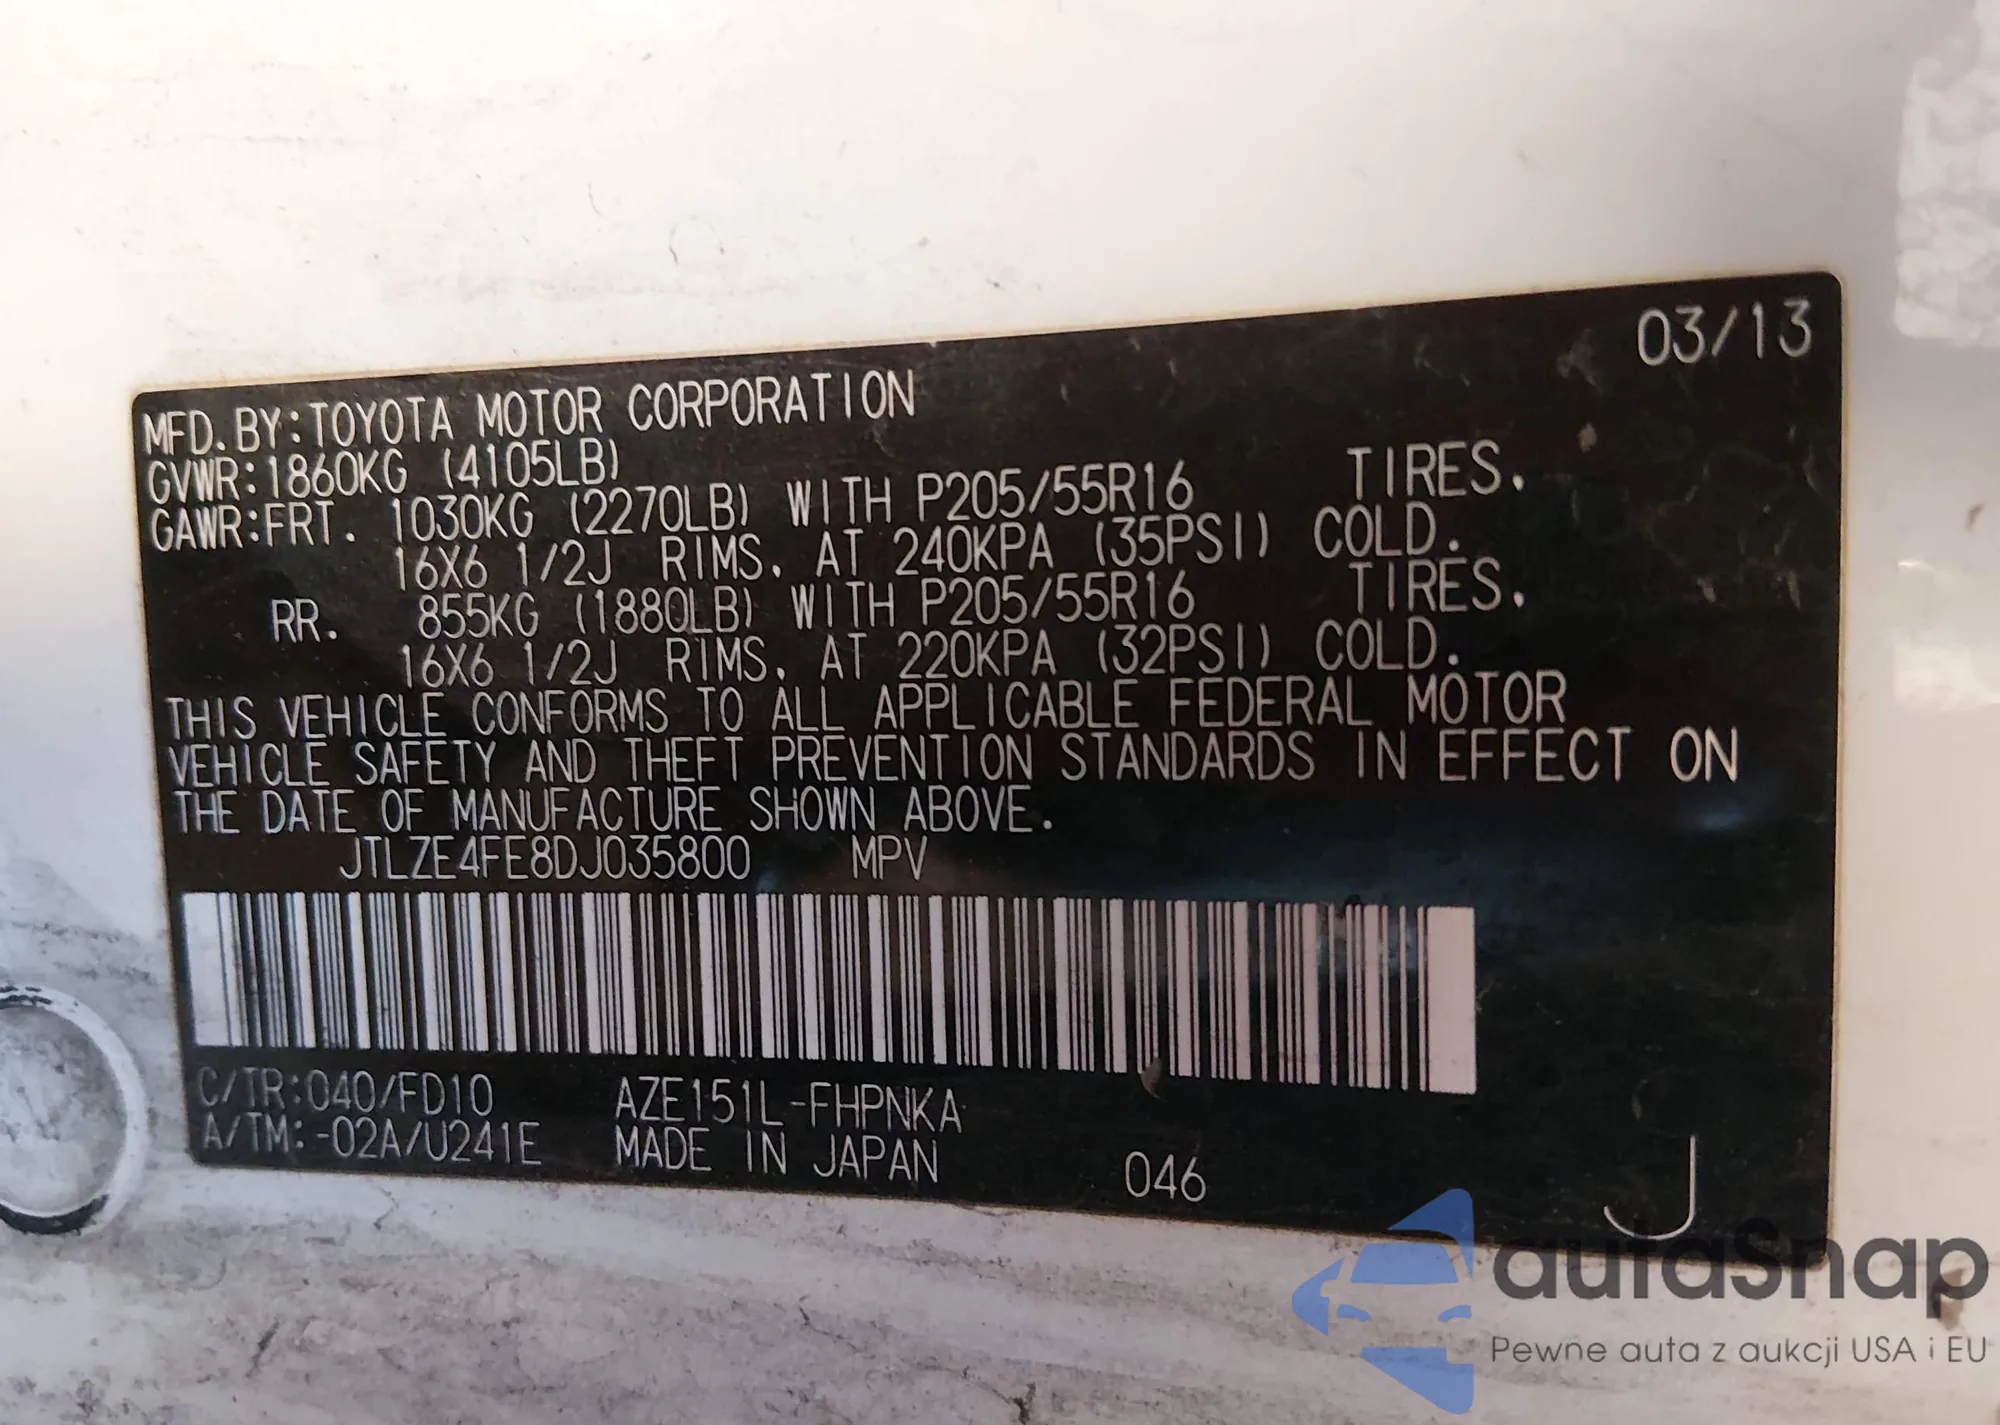 03/13
MFD.BY:TOYOTA MOTOR CORPORATION
GVWR:1860KG (4105LB)
GAWR:FRT. 1030KG (2270LB) WITH P205/55R16 TIRES.
16X6 1/2J RIMS. AT 240KPA (35PSI) COLD.
RR. 855KG (1880LB) WITH P205/55R16 TIRES.
16X6 1/2J RIMS. AT 220KPA (32PSI) COLD.
THIS VEHICLE CONFORMS TO ALL APPLICABLE FEDERAL MOTOR
VEHICLE SAFETY AND THEFT PREVENTION STANDARDS IN EFFECT ON
THE DATE OF MANUFACTURE SHOWN ABOVE.
JTLZE4FE8DJ035800 MPV
C/TR:040/FD10 AZE151L-FHPNKA
A/TM:-02A/U241E MADE IN JAPAN
046
J
autaSnap
Pewne auta z aukcji USA i EU